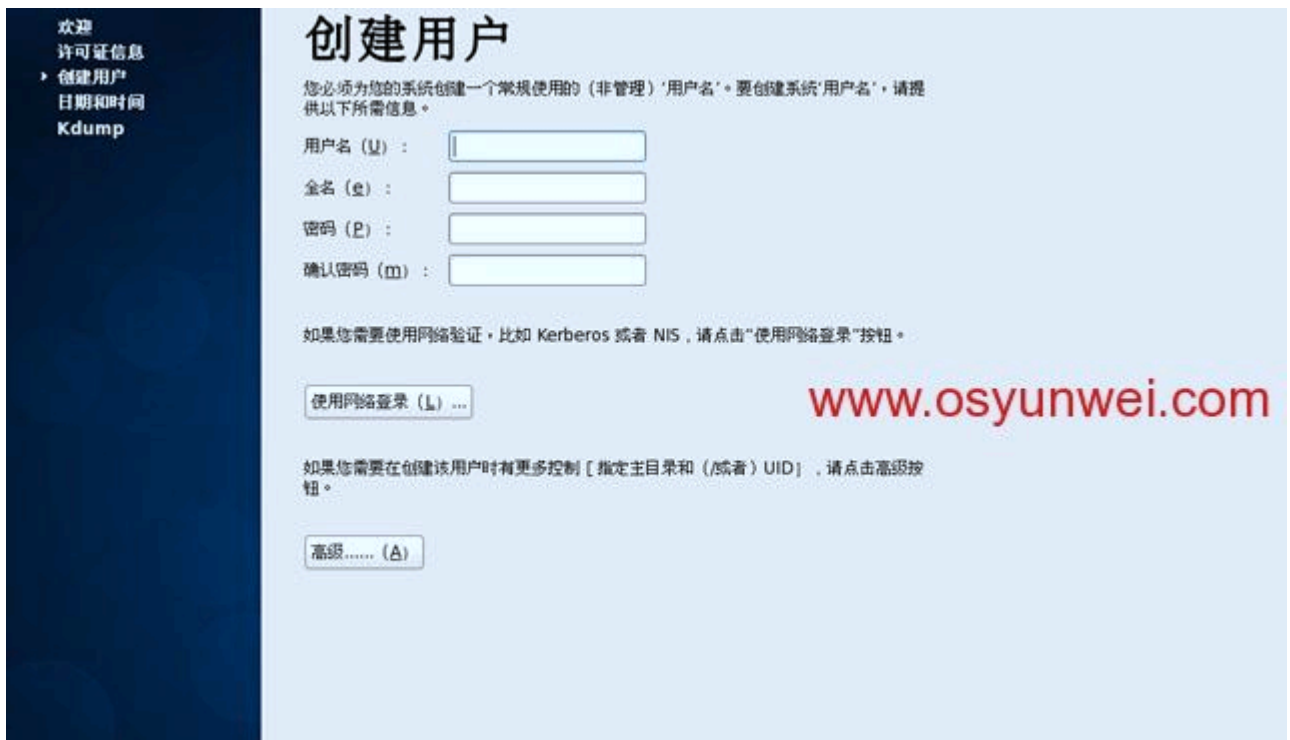 欢迎
许可证信息
创建用户
日期和时间
Kdump
创建用户
您必须为您的系统创建一个常规使用的（非管理）'用户名'。要创建系统'用户名'，请提
供以下所需信息。
用户名（U）：
全名（e）：
密码（P）：
确认密码（m）：
如果您需要使用网络验证，比如 Kerberos 或者 NIS，请点击"使用网络登录"按钮。
使用网络登录（L）...
www.osyunwei.com
如果您需要在创建该用户时有更多控制［指定主目录和（/或者）UID］，请点击高级按
钮。
高级......（A）